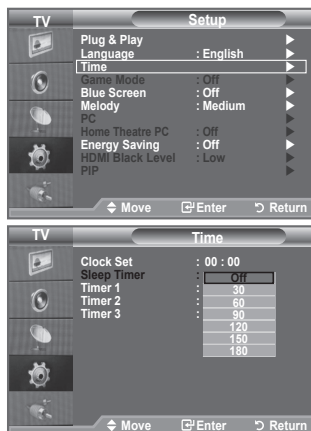 TV
Setup
Plug & Play
Language : English
Time
Game Mode : Off
Blue Screen : Off
Melody : Medium
PC
Home Theatre PC : Off
Energy Saving : Off
HDMI Black Level : Low
PIP
Move Enter Return
TV
Time
Clock Set : 00 : 00
Sleep Timer : Off
Timer 1 : 30
Timer 2 : 60
Timer 3 : 90
120
150
180
Move Enter Return